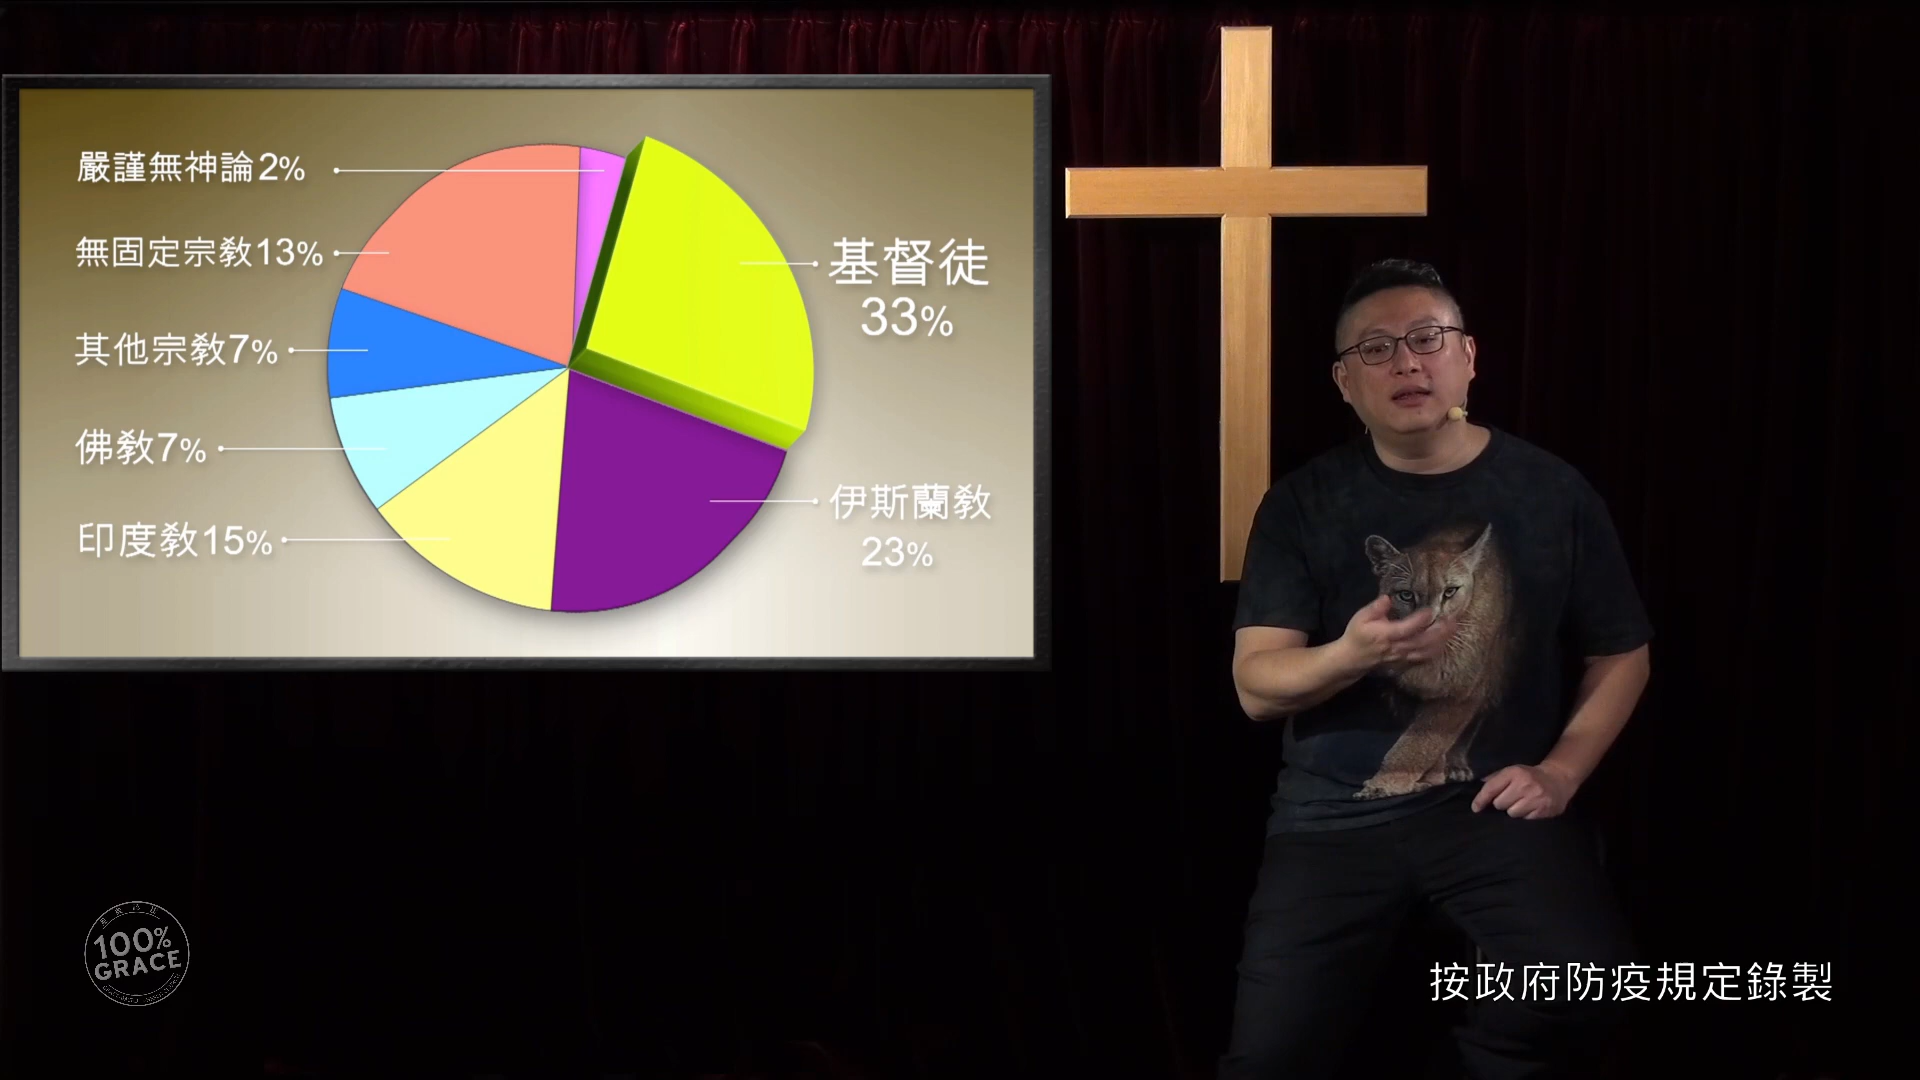 嚴謹無神論2%
無固定宗教13%
其他宗教7%
佛教7%
印度教15%
基督徒
33%
伊斯蘭教
23%
100%
GRACE
按政府防疫規定錄製